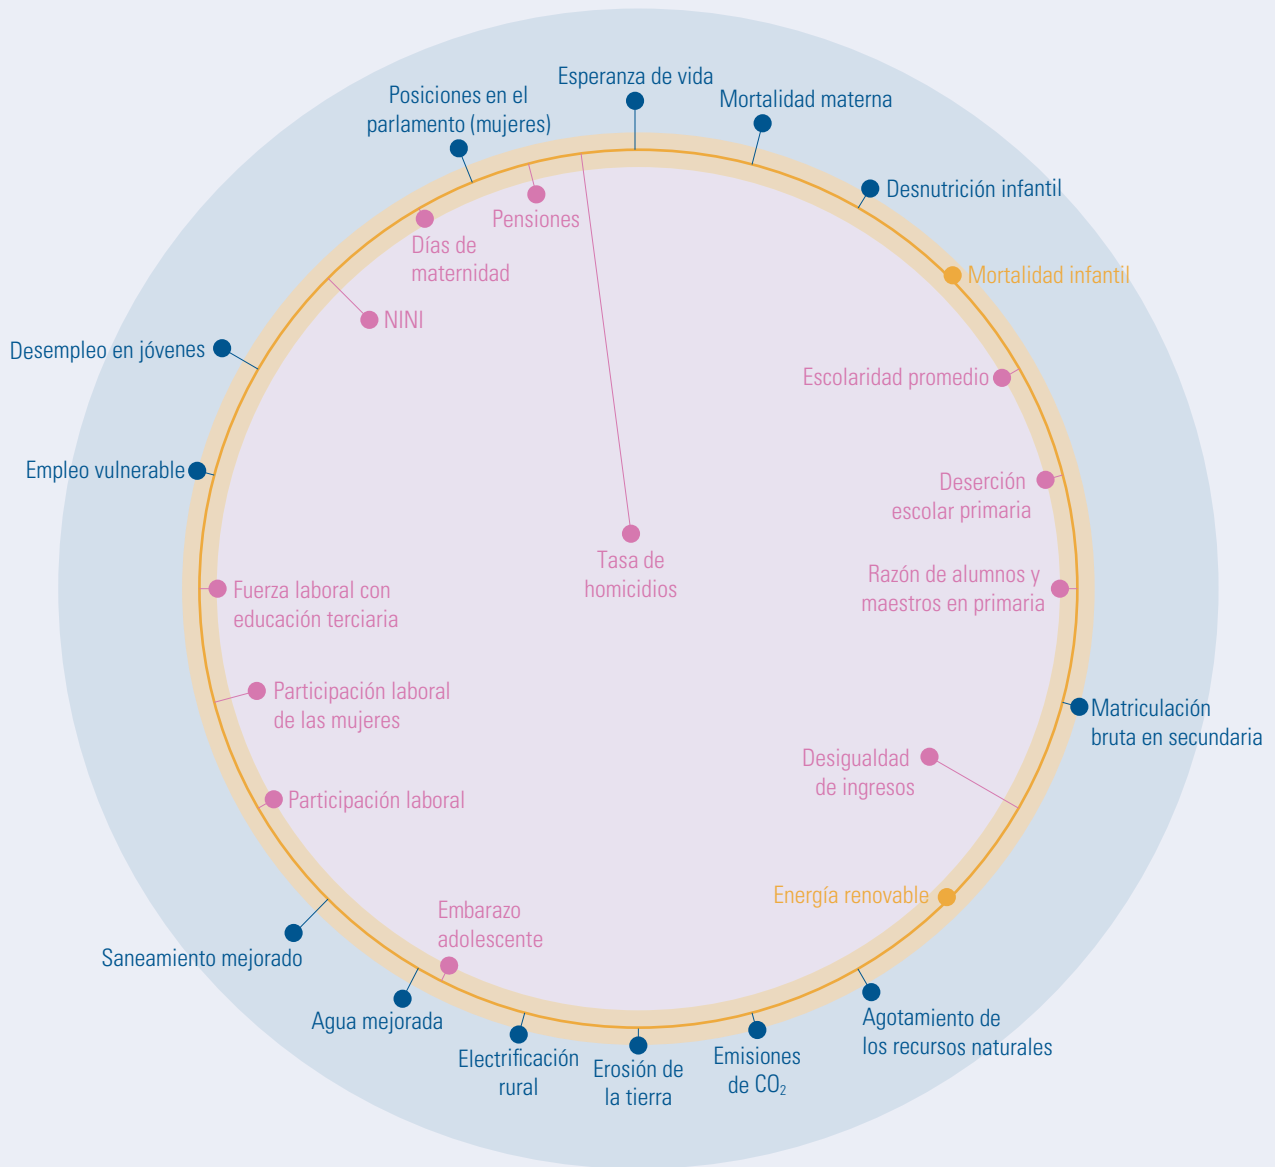 Esperanza de vida
Posiciones en el
parlamento (mujeres)
Mortalidad materna
Desnutrición infantil
Pensiones
Días de
maternidad
Mortalidad infantil
NINI
Desempleo en jóvenes
Escolaridad promedio
Empleo vulnerable
Deserción
escolar primaria
Tasa de
homicidios
Razón de alumnos y
maestros en primaria
Fuerza laboral con
educación terciaria
Participación laboral
de las mujeres
Matriculación
bruta en secundaria
Desigualdad
de ingresos
Participación laboral
Energía renovable
Embarazo
adolescente
Saneamiento mejorado
Agua mejorada
Agotamiento de
los recursos naturales
Electrificación
rural
Erosión de
la tierra
Emisiones
de CO₂